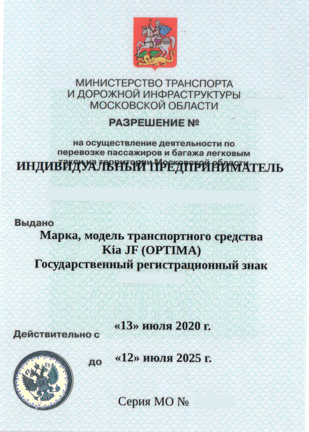 МИНИСТЕРСТВО ТРАНСПОРТА
И ДОРОЖНОЙ ИНФРАСТРУКТУРЫ
МОСКОВСКОЙ ОБЛАСТИ
РАЗРЕШЕНИЕ №
на осуществление деятельности по
перевозке пассажиров и багажа легковым
такси на территории Московской области
ИНДИВИДУАЛЬНЫЙ ПРЕДПРИНИМАТЕЛЬ
Выдано
Марка, модель транспортного средства
Kia JF (OPTIMA)
Государственный регистрационный знак
«13» июля 2020 г.
Действительно с
до «12» июля 2025 г.
Серия МО №